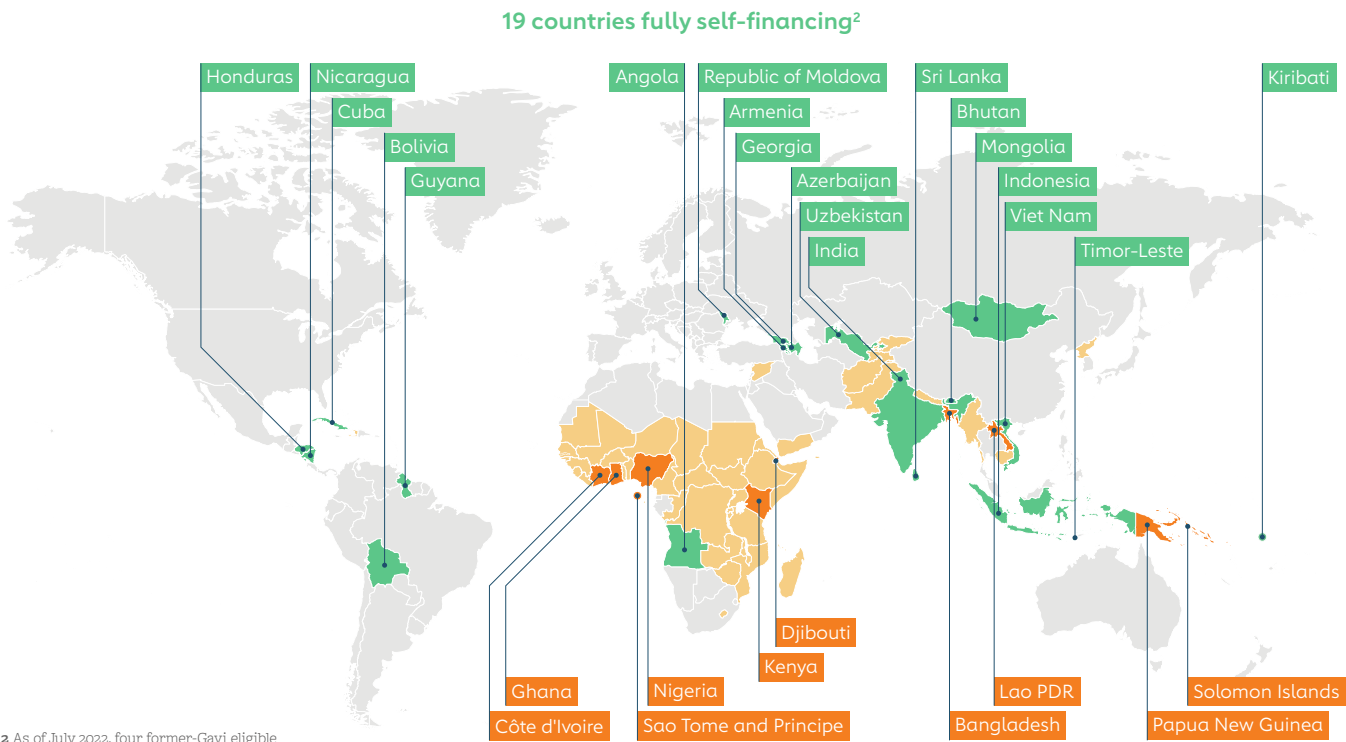 19 countries fully self-financing²
Honduras
Nicaragua
Angola
Republic of Moldova
Sri Lanka
Kiribati
Cuba
Armenia
Bhutan
Bolivia
Georgia
Mongolia
Guyana
Azerbaijan
Indonesia
Uzbekistan
Viet Nam
India
Timor-Leste
Djibouti
Kenya
Ghana
Nigeria
Lao PDR
Solomon Islands
Côte d'Ivoire
Sao Tome and Principe
Bangladesh
Papua New Guinea
2 As of July 2022, four former-Gavi eligible